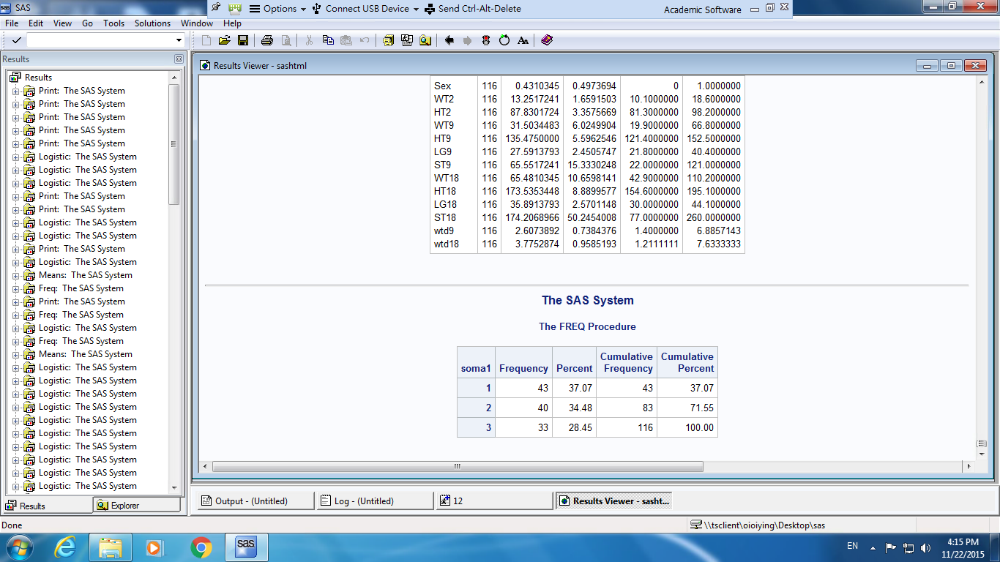 SAS
Options
Connect USB Device
Send Ctrl-Alt-Delete
Academic Software
File Edit View Go Tools Solutions Window Help
Results
Results
Print: The SAS System
Print: The SAS System
Print: The SAS System
Print: The SAS System
Print: The SAS System
Logistic: The SAS System
Logistic: The SAS System
Logistic: The SAS System
Print: The SAS System
Print: The SAS System
Logistic: The SAS System
Logistic: The SAS System
Print: The SAS System
Logistic: The SAS System
Means: The SAS System
Freq: The SAS System
Print: The SAS System
Freq: The SAS System
Logistic: The SAS System
Freq: The SAS System
Means: The SAS System
Logistic: The SAS System
Logistic: The SAS System
Logistic: The SAS System
Logistic: The SAS System
Logistic: The SAS System
Logistic: The SAS System
Logistic: The SAS System
Logistic: The SAS System
Logistic: The SAS System
Logistic: The SAS System
Results
Explorer
Results Viewer - sashtml
Sex 116 0.4310345 0.4973694 0 1.0000000
WT2 116 13.2517241 1.6591503 10.1000000 18.6000000
HT2 116 87.8301724 3.3575669 81.3000000 98.2000000
WT9 116 31.5034483 6.0249904 19.9000000 66.8000000
HT9 116 135.4750000 5.5962546 121.4000000 152.5000000
LG9 116 27.5913793 2.4505747 21.8000000 40.4000000
ST9 116 65.5517241 15.3330248 22.0000000 121.0000000
WT18 116 65.4810345 10.6598141 42.9000000 110.2000000
HT18 116 173.5353448 8.8899577 154.6000000 195.1000000
LG18 116 35.8913793 2.5701148 30.0000000 44.1000000
ST18 116 174.2068966 50.2454008 77.0000000 260.0000000
wtd9 116 2.6073892 0.7384376 1.4000000 6.8857143
wtd18 116 3.7752874 0.9585193 1.2111111 7.6333333
The SAS System
The FREQ Procedure
soma1 Frequency Percent Cumulative Frequency Cumulative Percent
1 43 37.07 43 37.07
2 40 34.48 83 71.55
3 33 28.45 116 100.00
Output - (Untitled)
Log - (Untitled)
12
Results Viewer - sasht...
Done
\\tsclient\oioiying\Desktop\sas
sas
EN
4:15 PM
11/22/2015